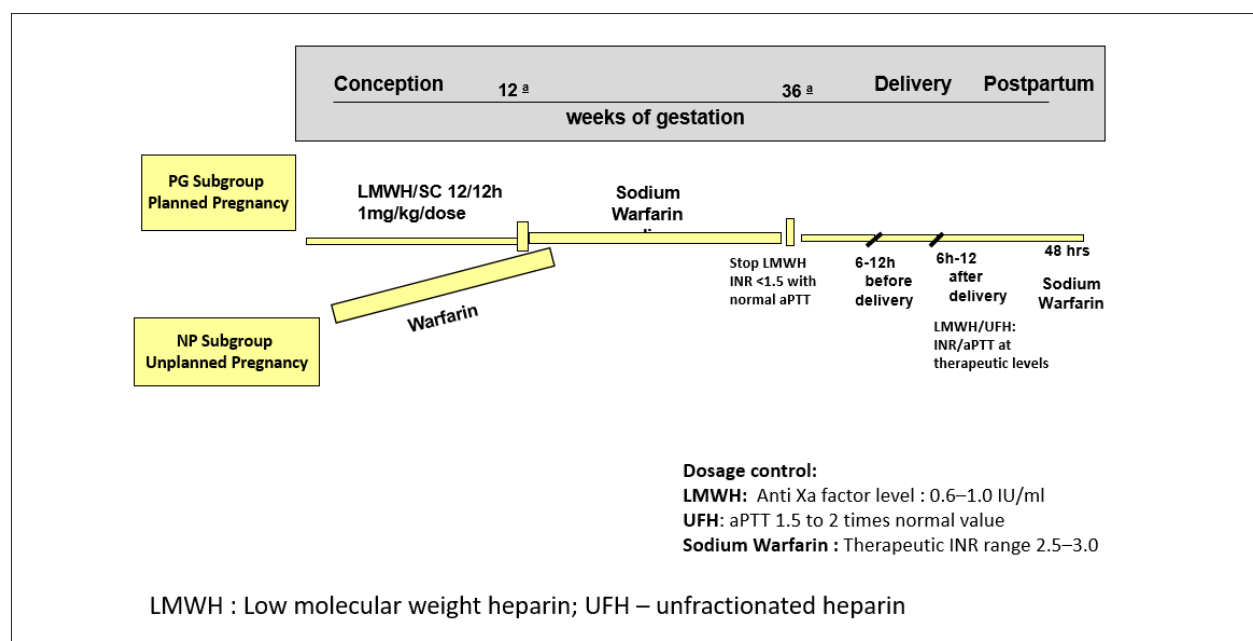 Conception 12 a 36 a Delivery Postpartum
weeks of gestation
PG Subgroup
Planned Pregnancy
LMWH/SC 12/12h
1mg/kg/dose
Sodium
Warfarin
Stop LMWH
INR <1.5 with
normal aPTT
6-12h
before
delivery
6h-12
after
delivery
48 hrs
Sodium
Warfarin
LMWH/UFH:
INR/aPTT at
therapeutic levels
Warfarin
NP Subgroup
Unplanned Pregnancy
Dosage control:
LMWH: Anti Xa factor level : 0.6–1.0 IU/ml
UFH: aPTT 1.5 to 2 times normal value
Sodium Warfarin : Therapeutic INR range 2.5–3.0
LMWH : Low molecular weight heparin; UFH – unfractionated heparin